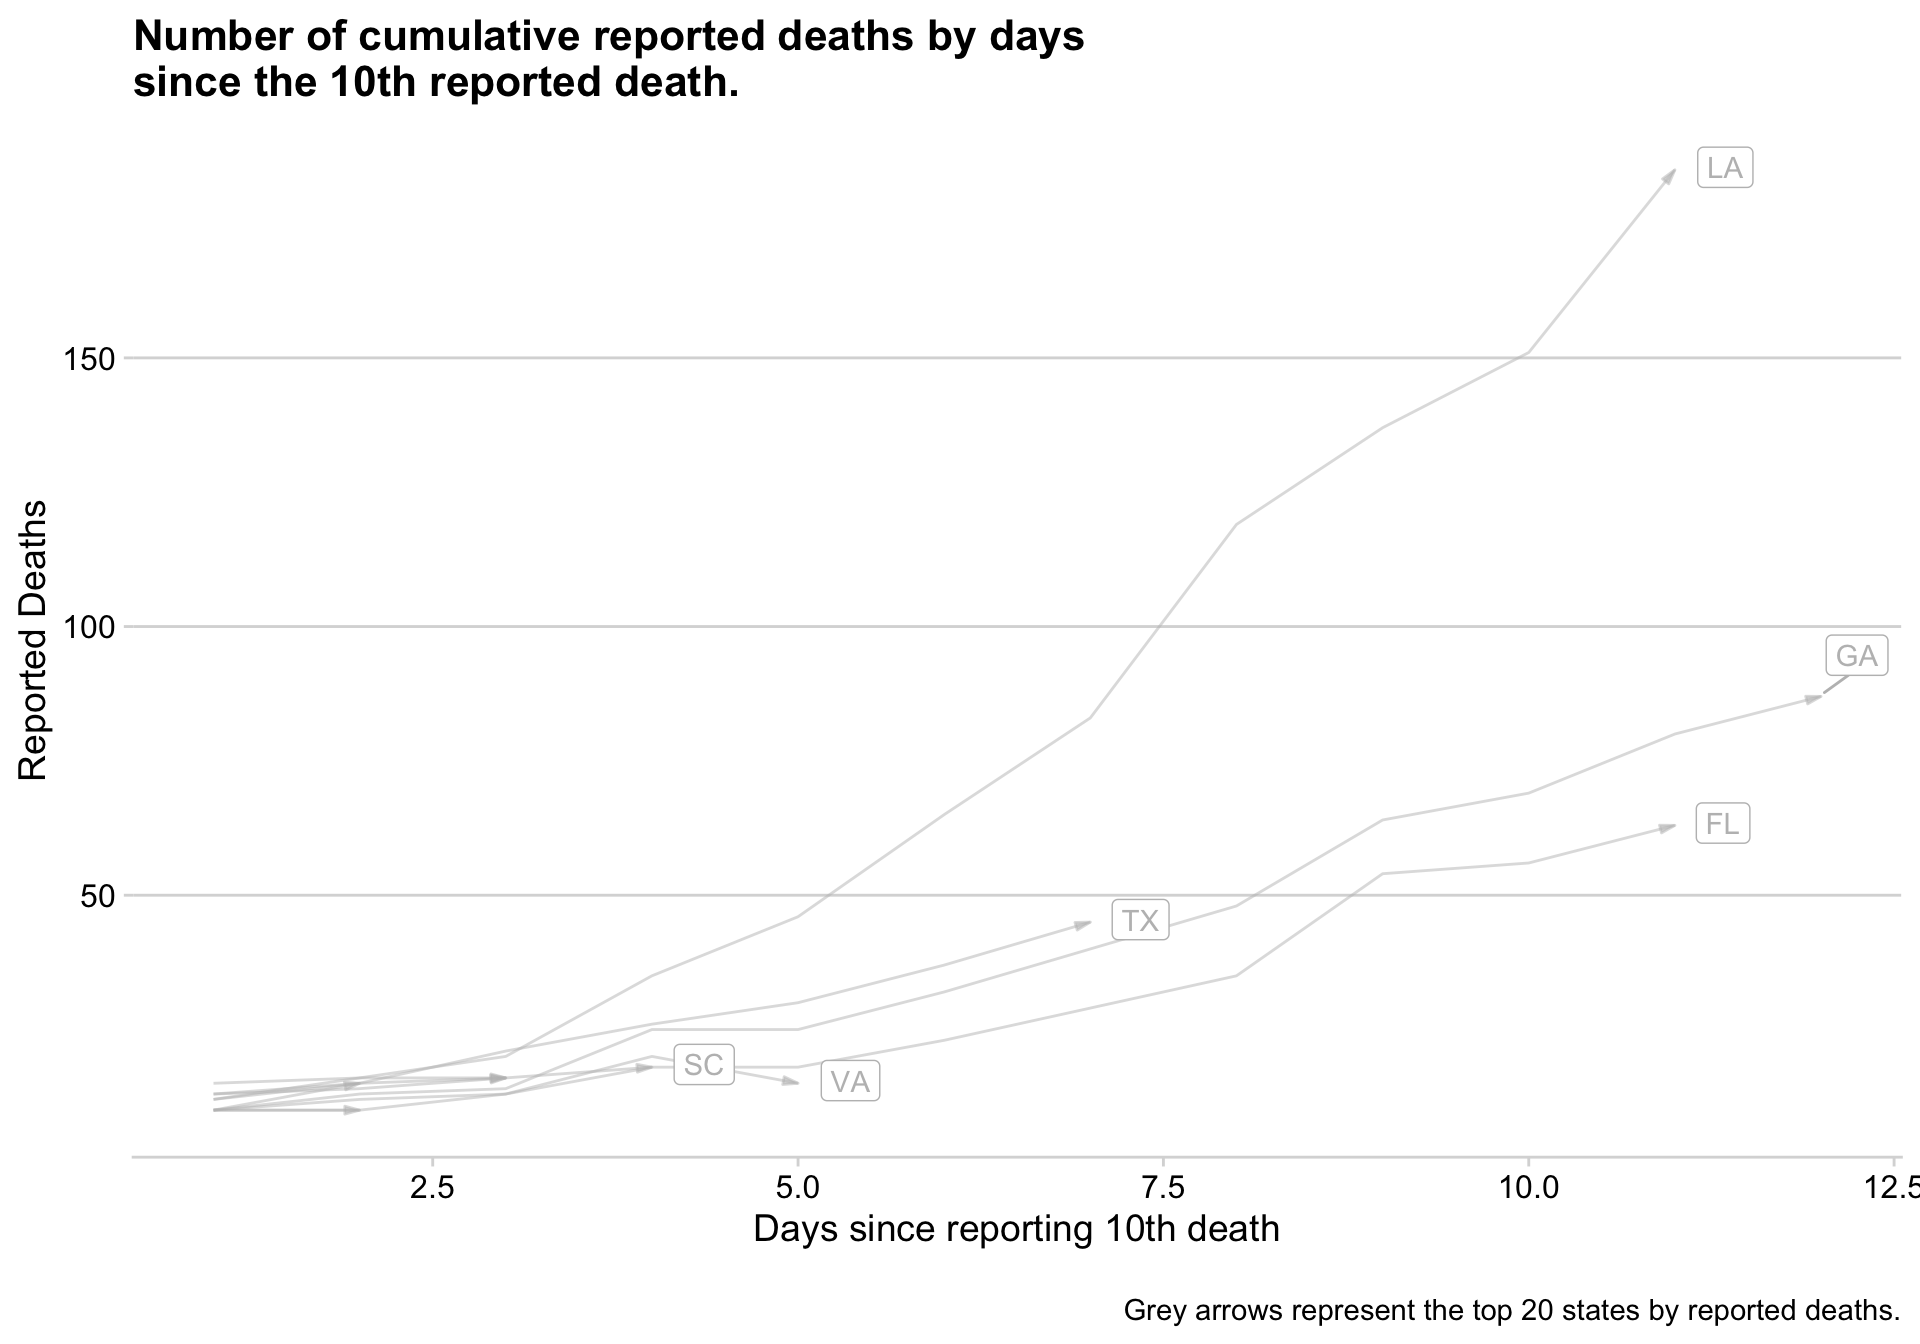 Number of cumulative reported deaths by days
since the 10th reported death.
LA
150
100
GA
FL
50
TX
SC
VA
Reported Deaths
2.5
5.0
7.5
10.0
12.5
Days since reporting 10th death
Grey arrows represent the top 20 states by reported deaths.